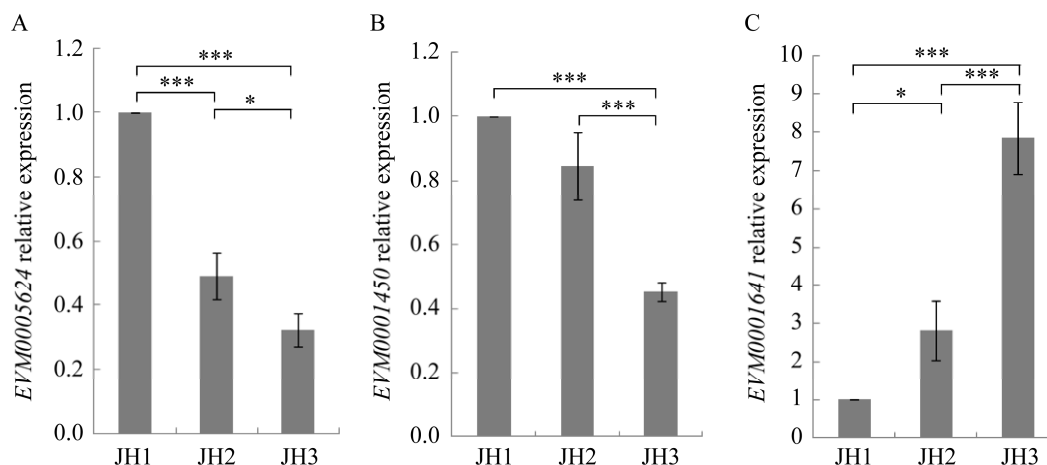 A
EVM0005624 relative expression
1.2
1.0
0.8
0.6
0.4
0.2
0.0
***
***
*
JH1
JH2
JH3
B
EVM0001450 relative expression
1.2
1.0
0.8
0.6
0.4
0.2
0.0
***
***
JH1
JH2
JH3
C
EVM0001641 relative expression
10
9
8
7
6
5
4
3
2
1
0
***
***
*
JH1
JH2
JH3